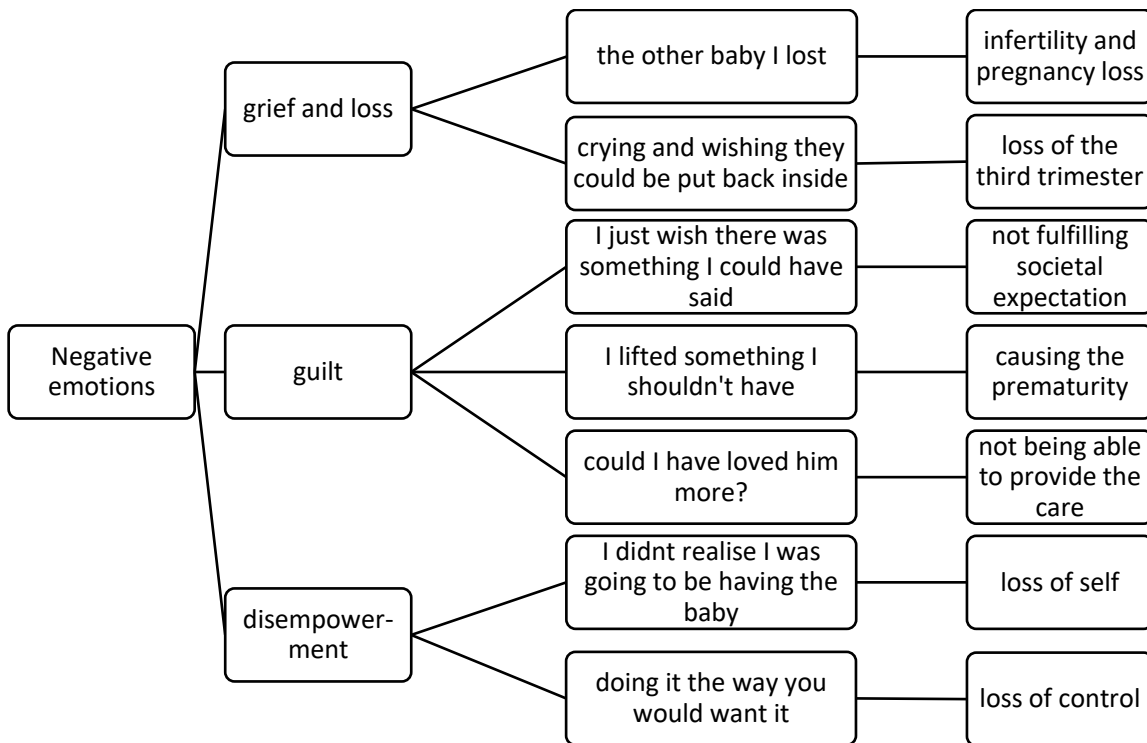 Negative
emotions
grief and loss
the other baby I lost
infertility and
pregnancy loss
crying and wishing they
could be put back inside
loss of the
third trimester
guilt
I just wish there was
something I could have
said
not fulfilling
societal
expectation
I lifted something I
shouldn't have
causing the
prematurity
could I have loved him
more?
not being able
to provide the
care
disempower-
ment
I didnt realise I was
going to be having the
baby
loss of self
doing it the way you
would want it
loss of control